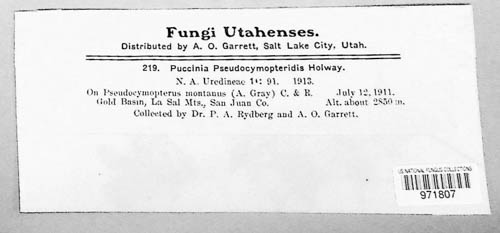 Fungi Utahenses.
Distributed by A. O. Garrett, Salt Lake City, Utah.
219. Puccinia Pseudocymopteridis Holway.
N. A. Uredineae 1⁴: 91. 1913.
On Pseudocymopterus montanus (A. Gray) C. & R. July 12, 1911.
Gold Basin, La Sal Mts., San Juan Co. Alt. about 2850 m.
Collected by Dr. P. A. Rydberg and A. O. Garrett.
US NATIONAL FUNGUS COLLECTIONS
971807